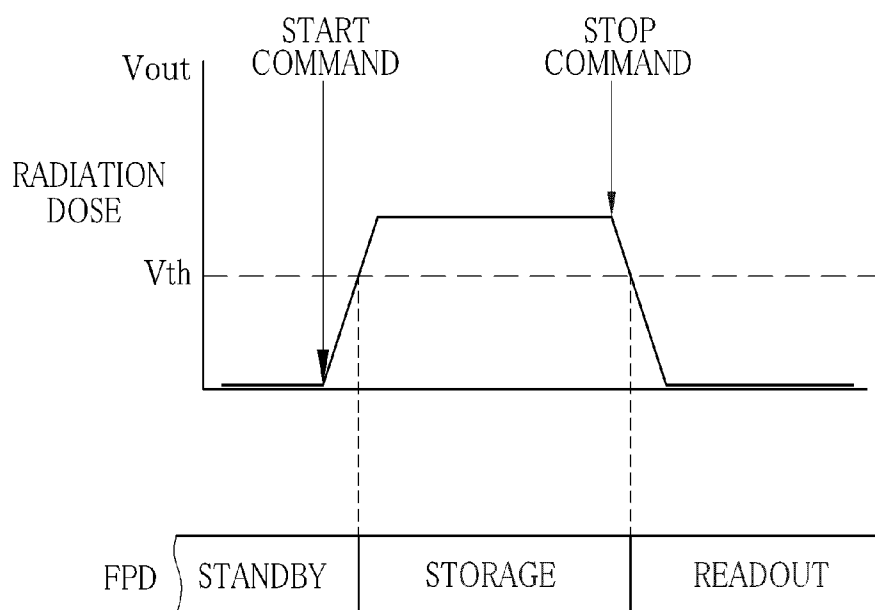 START
COMMAND
STOP
COMMAND
Vout
RADIATION
DOSE
Vth
FPD
STANDBY
STORAGE
READOUT